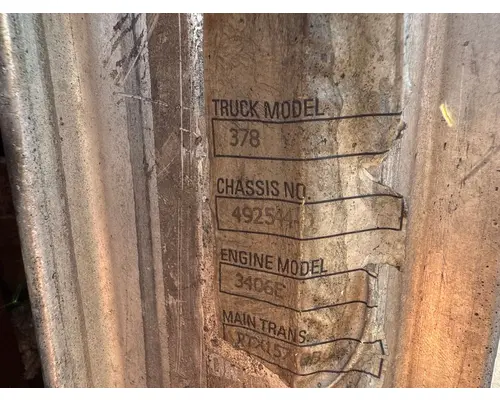 TRUCK MODEL
378
CHASSIS NO.
ENGINE MODEL
3406E
MAIN TRANS.